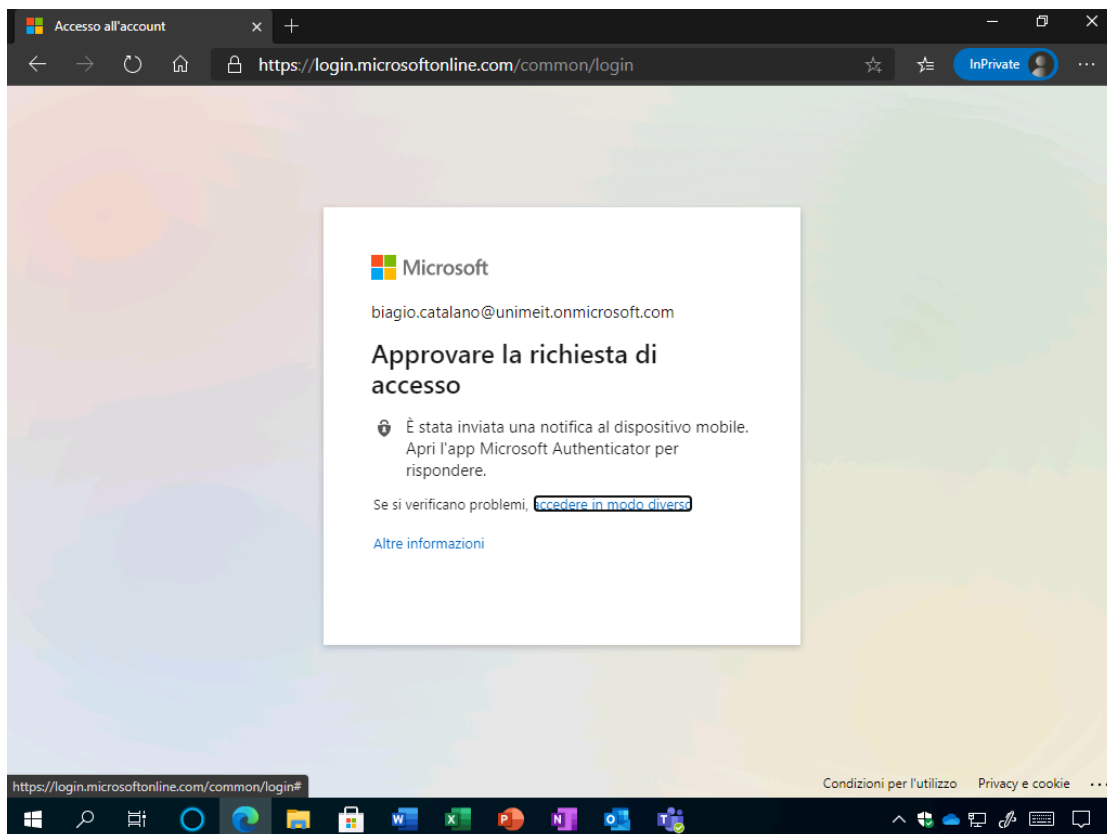 Accesso all'account
https://login.microsoftonline.com/common/login
InPrivate
Microsoft
biagio.catalano@unimeit.onmicrosoft.com
Approvare la richiesta di
accesso
È stata inviata una notifica al dispositivo mobile.
Apri l'app Microsoft Authenticator per
rispondere.
Se si verificano problemi, accedere in modo diverso
Altre informazioni
https://login.microsoftonline.com/common/login#
Condizioni per l'utilizzo Privacy e cookie ...